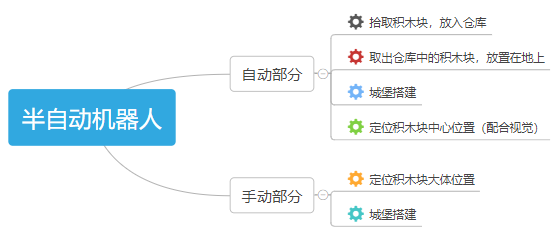 半自动机器人
自动部分
拾取积木块，放入仓库
取出仓库中的积木块，放置在地上
城堡搭建
定位积木块中心位置（配合视觉）
手动部分
定位积木块大体位置
城堡搭建